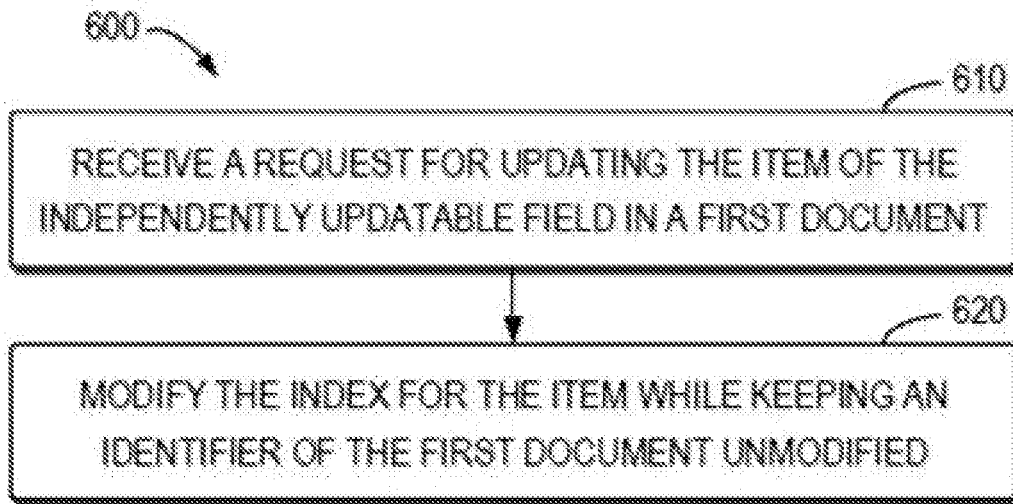 600
610
RECEIVE A REQUEST FOR UPDATING THE ITEM OF THE
INDEPENDENTLY UPDATABLE FIELD IN A FIRST DOCUMENT
620
MODIFY THE INDEX FOR THE ITEM WHILE KEEPING AN
IDENTIFIER OF THE FIRST DOCUMENT UNMODIFIED